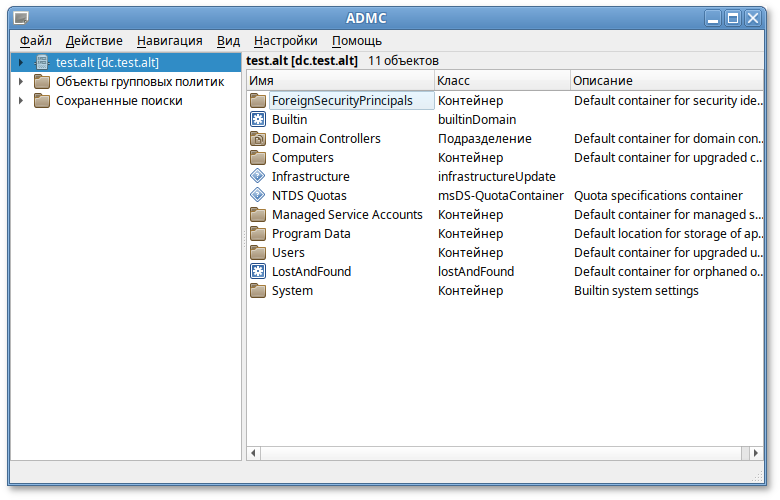 ADMC
Файл Действие Навигация Вид Настройки Помощь
test.alt [dc.test.alt]
Объекты групповых политик
Сохраненные поиски
test.alt [dc.test.alt] 11 объектов
Имя Класс Описание
ForeignSecurityPrincipals Контейнер Default container for security ide...
Builtin builtinDomain
Domain Controllers Подразделение Default container for domain con...
Computers Контейнер Default container for upgraded c...
Infrastructure infrastructureUpdate
NTDS Quotas msDS-QuotaContainer Quota specifications container
Managed Service Accounts Контейнер Default container for managed s...
Program Data Контейнер Default location for storage of ap...
Users Контейнер Default container for upgraded u...
LostAndFound lostAndFound Default container for orphaned o...
System Контейнер Builtin system settings